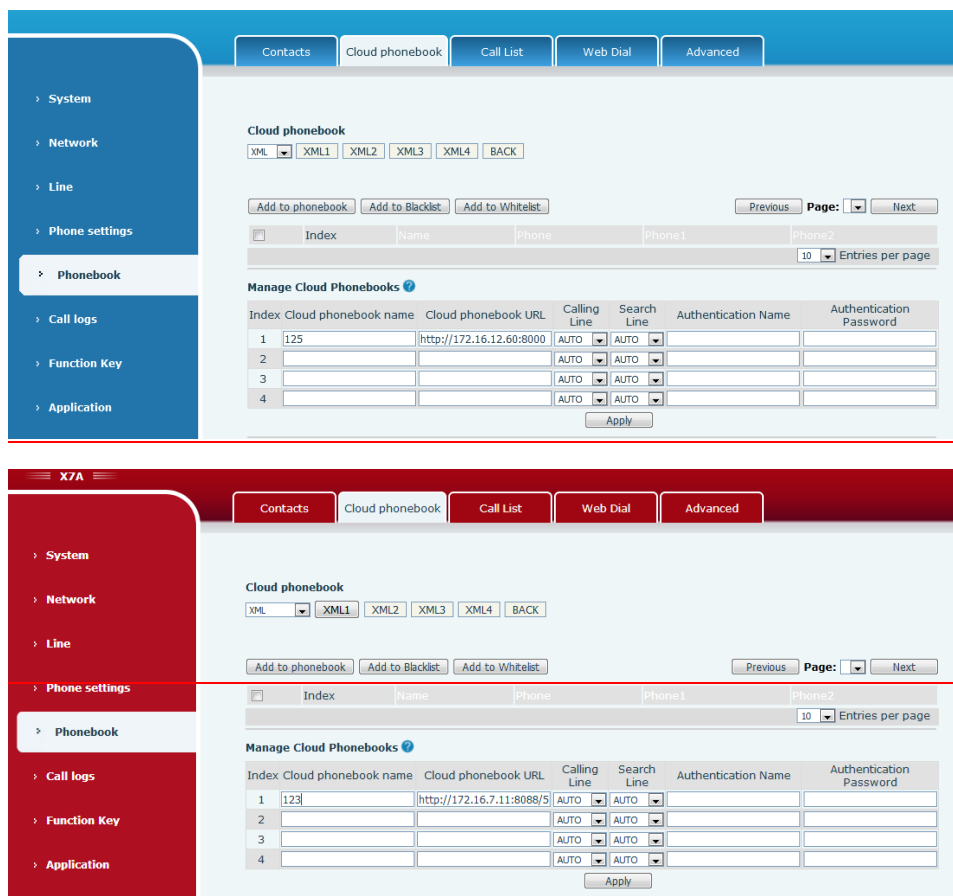 Contacts Cloud phonebook Call List Web Dial Advanced
› System
› Network
› Line
› Phone settings
Phonebook
› Call logs
› Function Key
› Application
Cloud phonebook
XML XML1 XML2 XML3 XML4 BACK
Add to phonebook Add to Blacklist Add to Whitelist Previous Page: Next
Index Name Phone Phone1 Phone2
10 Entries per page
Manage Cloud Phonebooks ?
Index Cloud phonebook name Cloud phonebook URL Calling Line Search Line Authentication Name Authentication Password
1 125 http://172.16.12.60:8000 AUTO AUTO
2 AUTO AUTO
3 AUTO AUTO
4 AUTO AUTO
Apply
X7A
Contacts Cloud phonebook Call List Web Dial Advanced
› System
› Network
› Line
› Phone settings
Phonebook
› Call logs
› Function Key
› Application
Cloud phonebook
XML XML1 XML2 XML3 XML4 BACK
Add to phonebook Add to Blacklist Add to Whitelist Previous Page: Next
Index Name Phone Phone1 Phone2
10 Entries per page
Manage Cloud Phonebooks ?
Index Cloud phonebook name Cloud phonebook URL Calling Line Search Line Authentication Name Authentication Password
1 123 http://172.16.7.11:8088/5 AUTO AUTO
2 AUTO AUTO
3 AUTO AUTO
4 AUTO AUTO
Apply